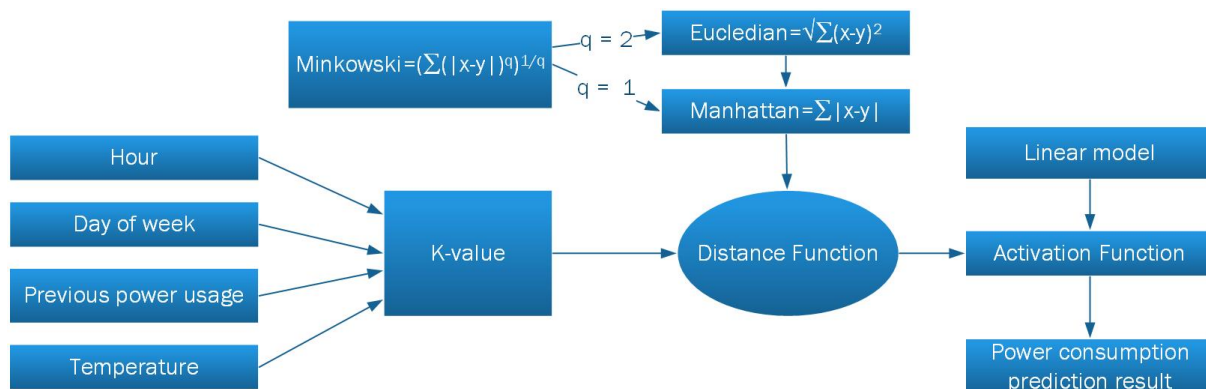 Minkowski=(∑(|x-y|)^q)^1/q
q = 2
Eucledian=√∑(x-y)²
q = 1
Manhattan=∑|x-y|
Hour
Day of week
Previous power usage
Temperature
K-value
Distance Function
Linear model
Activation Function
Power consumption
prediction result